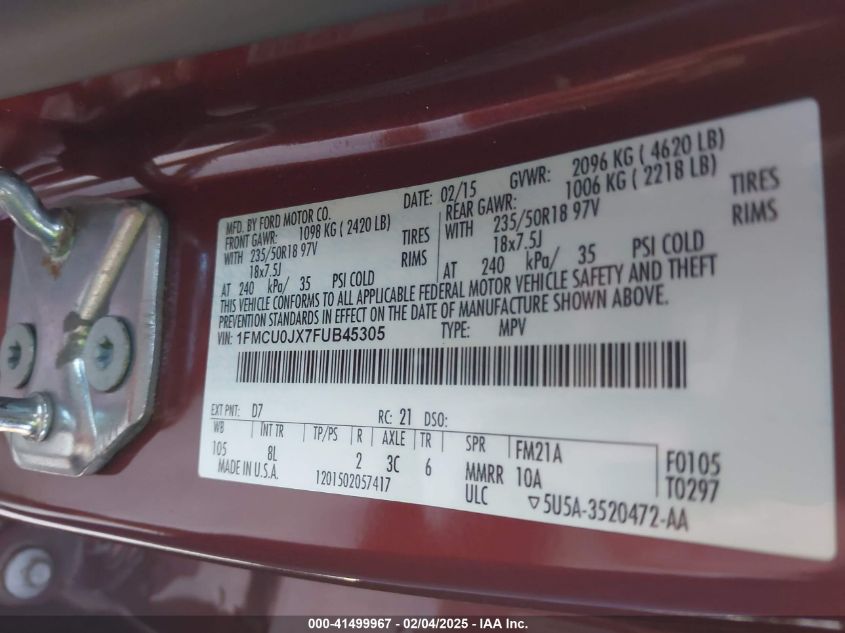 MFD. BY FORD MOTOR CO.
DATE: 02/15 GVWR: 2096 KG ( 4620 LB)
FRONT GAWR: 1098 KG ( 2420 LB)
REAR GAWR: 1006 KG ( 2218 LB)
WITH 235/50R18 97V TIRES
WITH 235/50R18 97V TIRES
18x7.5J RIMS
18x7.5J RIMS
AT 240 kPa/ 35 PSI COLD
AT 240 kPa/ 35 PSI COLD
THIS VEHICLE CONFORMS TO ALL APPLICABLE FEDERAL MOTOR VEHICLE SAFETY AND THEFT
PREVENTION STANDARDS IN EFFECT ON THE DATE OF MANUFACTURE SHOWN ABOVE.
VIN: 1FMCU0JX7FUB45305 TYPE: MPV
EXT PNT: D7 RC: 21 DSO:
WB INT TR TP/PS R AXLE TR SPR FM21A F0105
105 8L 2 3C 6 MMRR 10A T0297
MADE IN U.S.A. 1201502057417 ULC ▽5U5A-3520472-AA
000-41499967 - 02/04/2025 - IAA Inc.